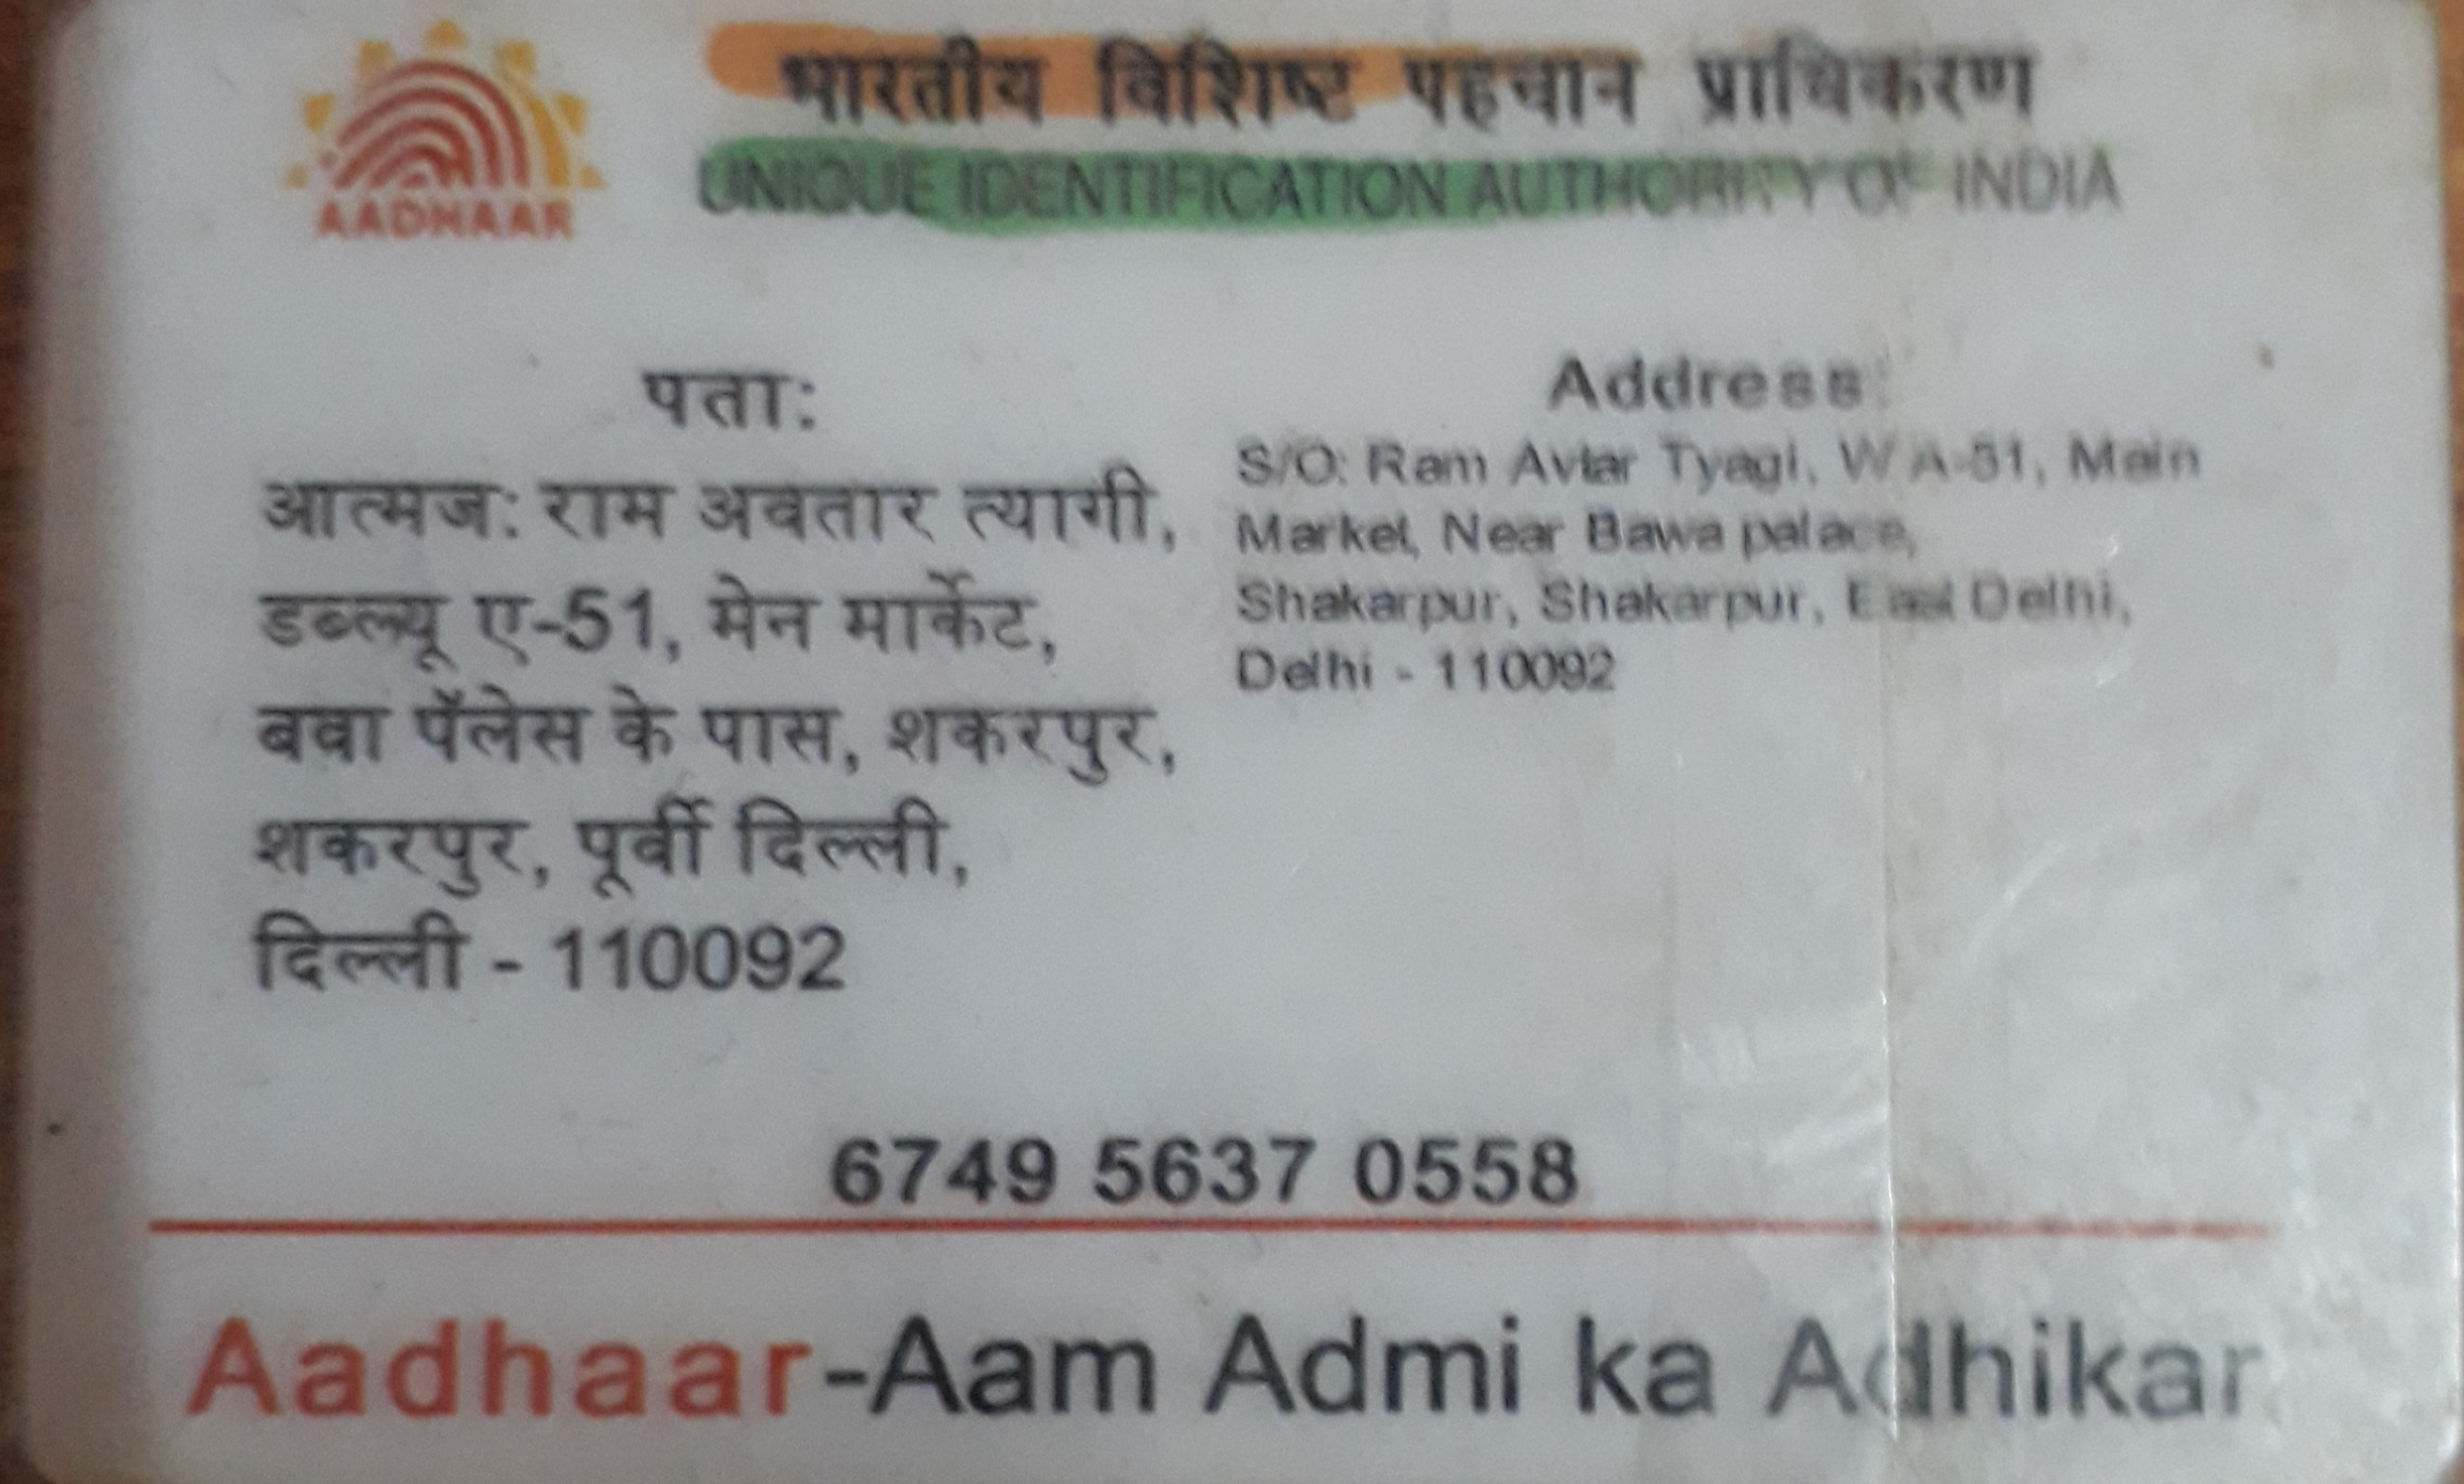 AADHAAR
भारतीय विशिष्ट पहचान प्राधिकरण
UNIQUE IDENTIFICATION AUTHORITY OF INDIA
पता:
आत्मज: राम अवतार त्यागी,
डब्ल्यू ए-51, मेन मार्केट,
बवा पॅलेस के पास, शकरपुर,
शकरपुर, पूर्वी दिल्ली,
दिल्ली - 110092
Address:
S/O: Ram Avtar Tyagi, W A-51, Main
Market, Near Bawa palace,
Shakarpur, Shakarpur, East Delhi,
Delhi - 110092
6749 5637 0558
Aadhaar-Aam Admi ka Adhikar